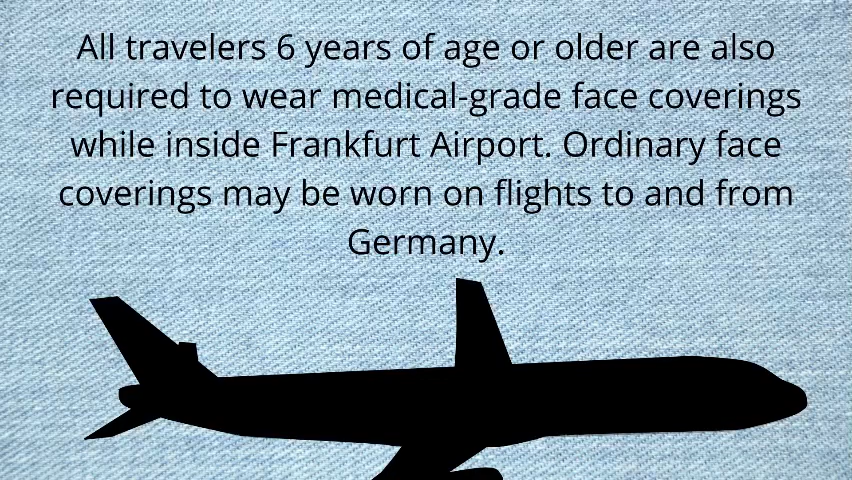 All travelers 6 years of age or older are also
required to wear medical-grade face coverings
while inside Frankfurt Airport. Ordinary face
coverings may be worn on flights to and from
Germany.